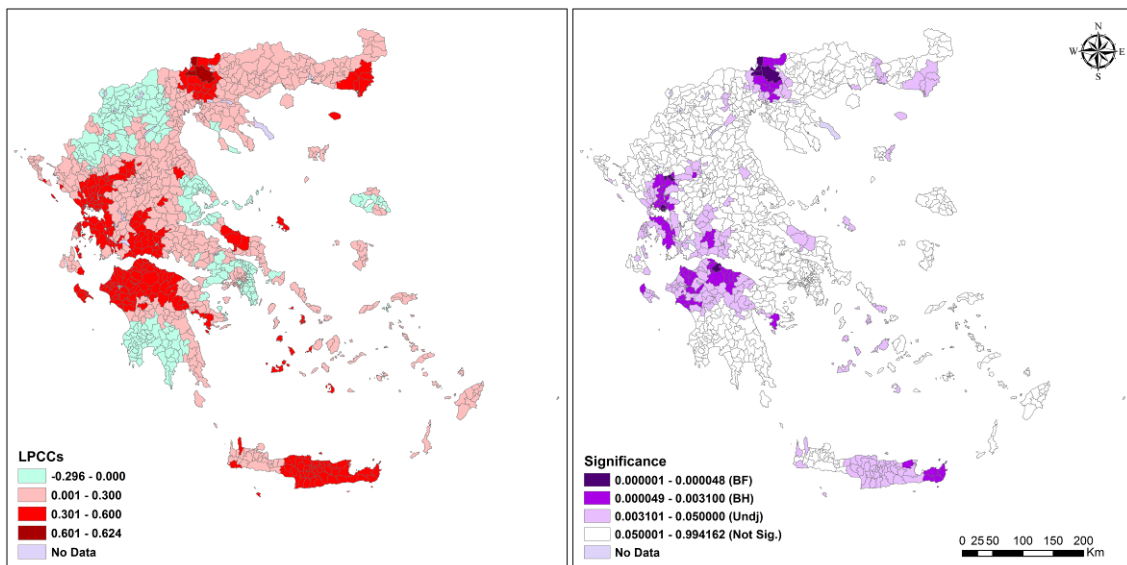 N
W E
S
LPCCs
-0.296 - 0.000
0.001 - 0.300
0.301 - 0.600
0.601 - 0.624
No Data
Significance
0.000001 - 0.000048 (BF)
0.000049 - 0.003100 (BH)
0.003101 - 0.050000 (Undj)
0.050001 - 0.994162 (Not Sig.)
No Data
0 25 50 100 150 200
Km